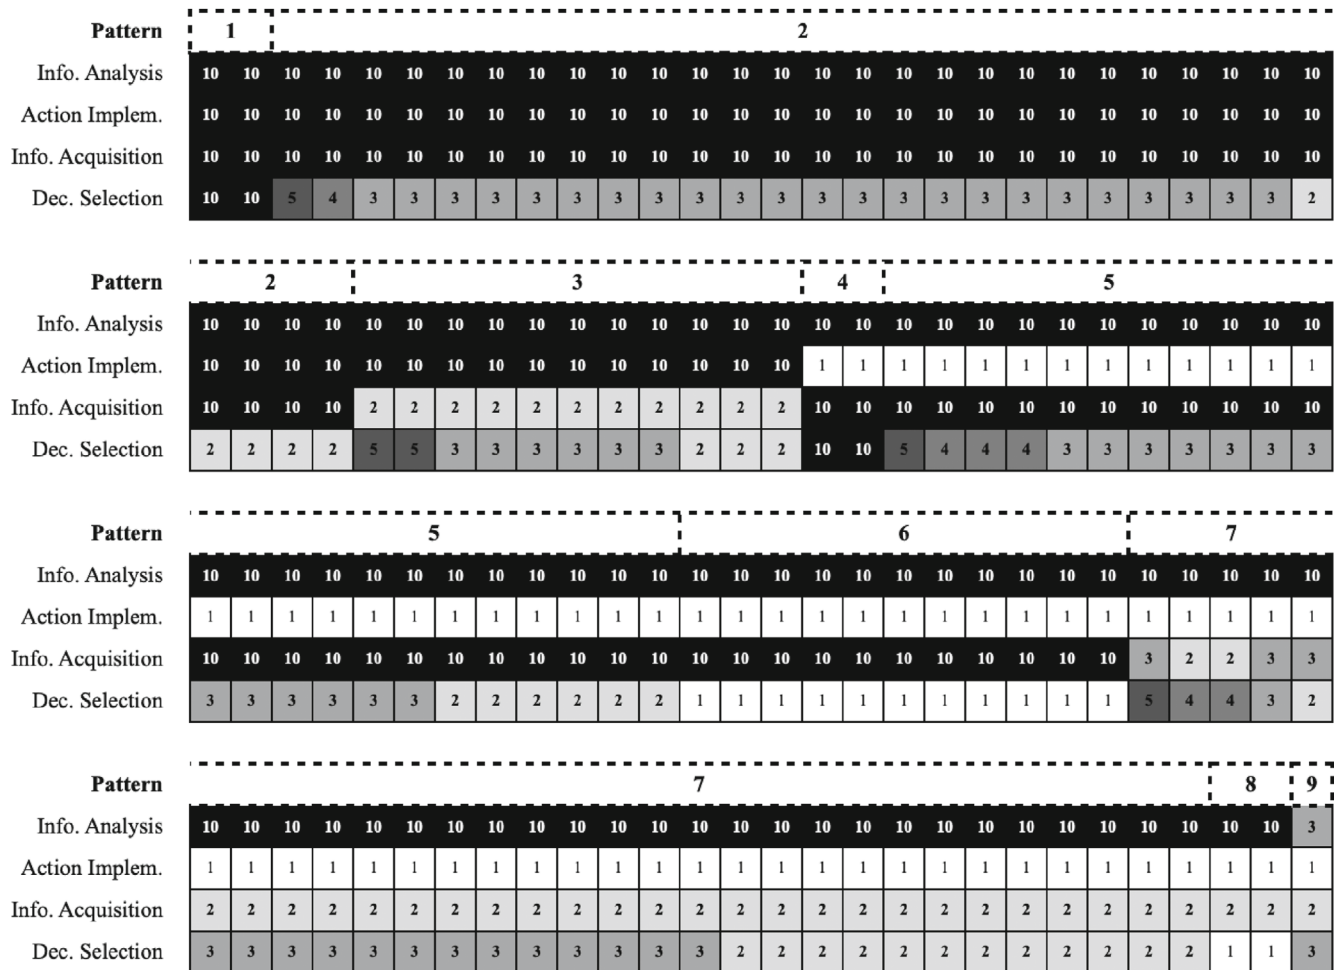 Pattern 1 2
Info. Analysis 10 10 10 10 10 10 10 10 10 10 10 10 10 10 10 10 10 10 10 10 10 10 10 10 10 10 10 10
Action Implem. 10 10 10 10 10 10 10 10 10 10 10 10 10 10 10 10 10 10 10 10 10 10 10 10 10 10 10 10
Info. Acquisition 10 10 10 10 10 10 10 10 10 10 10 10 10 10 10 10 10 10 10 10 10 10 10 10 10 10 10 10
Dec. Selection 10 10 5 4 3 3 3 3 3 3 3 3 3 3 3 3 3 3 3 3 3 3 3 3 3 3 3 2
Pattern 2 3 4 5
Info. Analysis 10 10 10 10 10 10 10 10 10 10 10 10 10 10 10 10 10 10 10 10 10 10 10 10 10 10 10 10
Action Implem. 10 10 10 10 10 10 10 10 10 10 10 10 10 10 10 1 1 1 1 1 1 1 1 1 1 1 1 1
Info. Acquisition 10 10 10 10 2 2 2 2 2 2 2 2 2 2 2 10 10 10 10 10 10 10 10 10 10 10 10 10
Dec. Selection 2 2 2 2 5 5 3 3 3 3 3 3 2 2 2 10 10 5 4 4 4 3 3 3 3 3 3 3
Pattern 5 6 7
Info. Analysis 10 10 10 10 10 10 10 10 10 10 10 10 10 10 10 10 10 10 10 10 10 10 10 10 10 10 10 10
Action Implem. 1 1 1 1 1 1 1 1 1 1 1 1 1 1 1 1 1 1 1 1 1 1 1 1 1 1 1 1
Info. Acquisition 10 10 10 10 10 10 10 10 10 10 10 10 10 10 10 10 10 10 10 10 10 10 10 3 2 2 3 3
Dec. Selection 3 3 3 3 3 3 2 2 2 2 2 2 1 1 1 1 1 1 1 1 1 1 1 5 4 4 3 2
Pattern 7 8 9
Info. Analysis 10 10 10 10 10 10 10 10 10 10 10 10 10 10 10 10 10 10 10 10 10 10 10 10 10 10 10 3
Action Implem. 1 1 1 1 1 1 1 1 1 1 1 1 1 1 1 1 1 1 1 1 1 1 1 1 1 1 1 1
Info. Acquisition 2 2 2 2 2 2 2 2 2 2 2 2 2 2 2 2 2 2 2 2 2 2 2 2 2 2 2 2
Dec. Selection 3 3 3 3 3 3 3 3 3 3 3 3 3 2 2 2 2 2 2 2 2 2 2 2 2 1 1 3